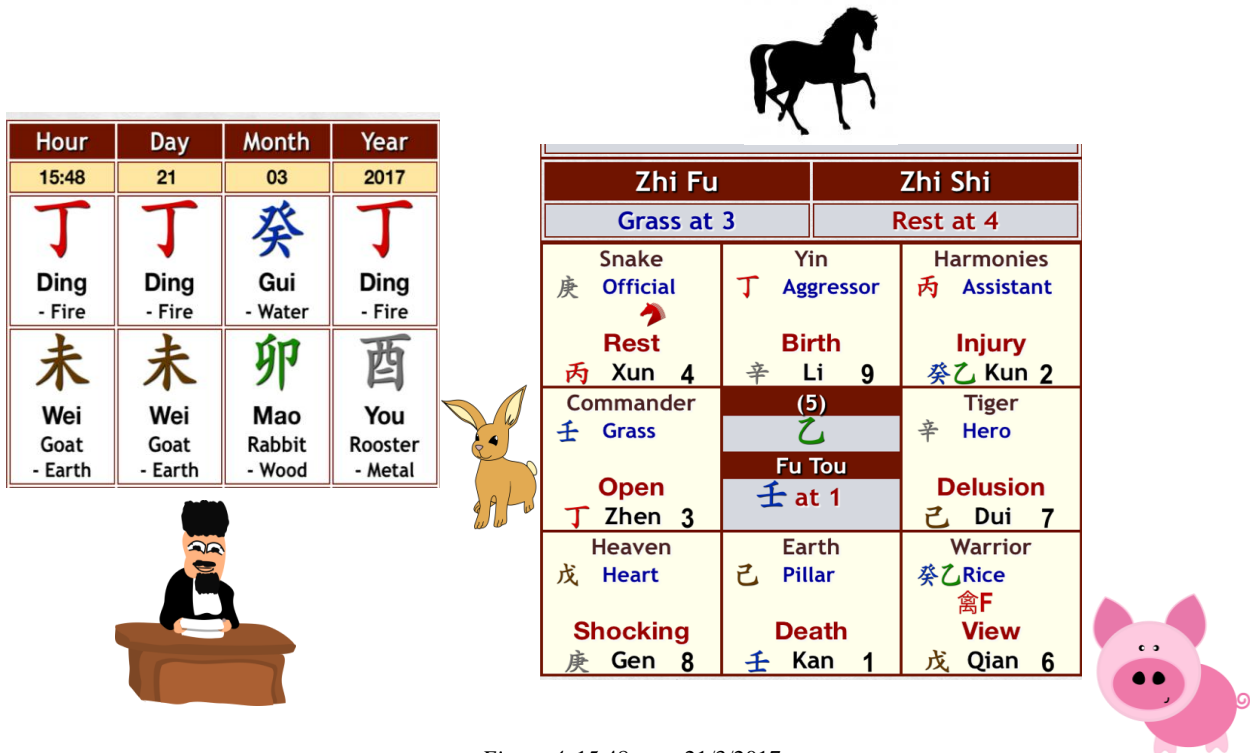 Hour Day Month Year
15:48 21 03 2017
丁 丁 癸 丁
Ding Ding Gui Ding
- Fire - Fire - Water - Fire
未 未 卯 酉
Wei Wei Mao You
Goat Goat Rabbit Rooster
- Earth - Earth - Wood - Metal
Zhi Fu Zhi Shi
Grass at 3 Rest at 4
Snake Yin Harmonies
庚 Official 丁 Aggressor 丙 Assistant
Rest Birth Injury
丙 Xun 4 辛 Li 9 癸乙 Kun 2
Commander (5) Tiger
壬 Grass 乙 辛 Hero
Fu Tou
Open 壬 at 1 Delusion
丁 Zhen 3 己 Dui 7
Heaven Earth Warrior
戊 Heart 己 Pillar 癸乙Rice
禽F
Shocking Death View
庚 Gen 8 壬 Kan 1 戊 Qian 6